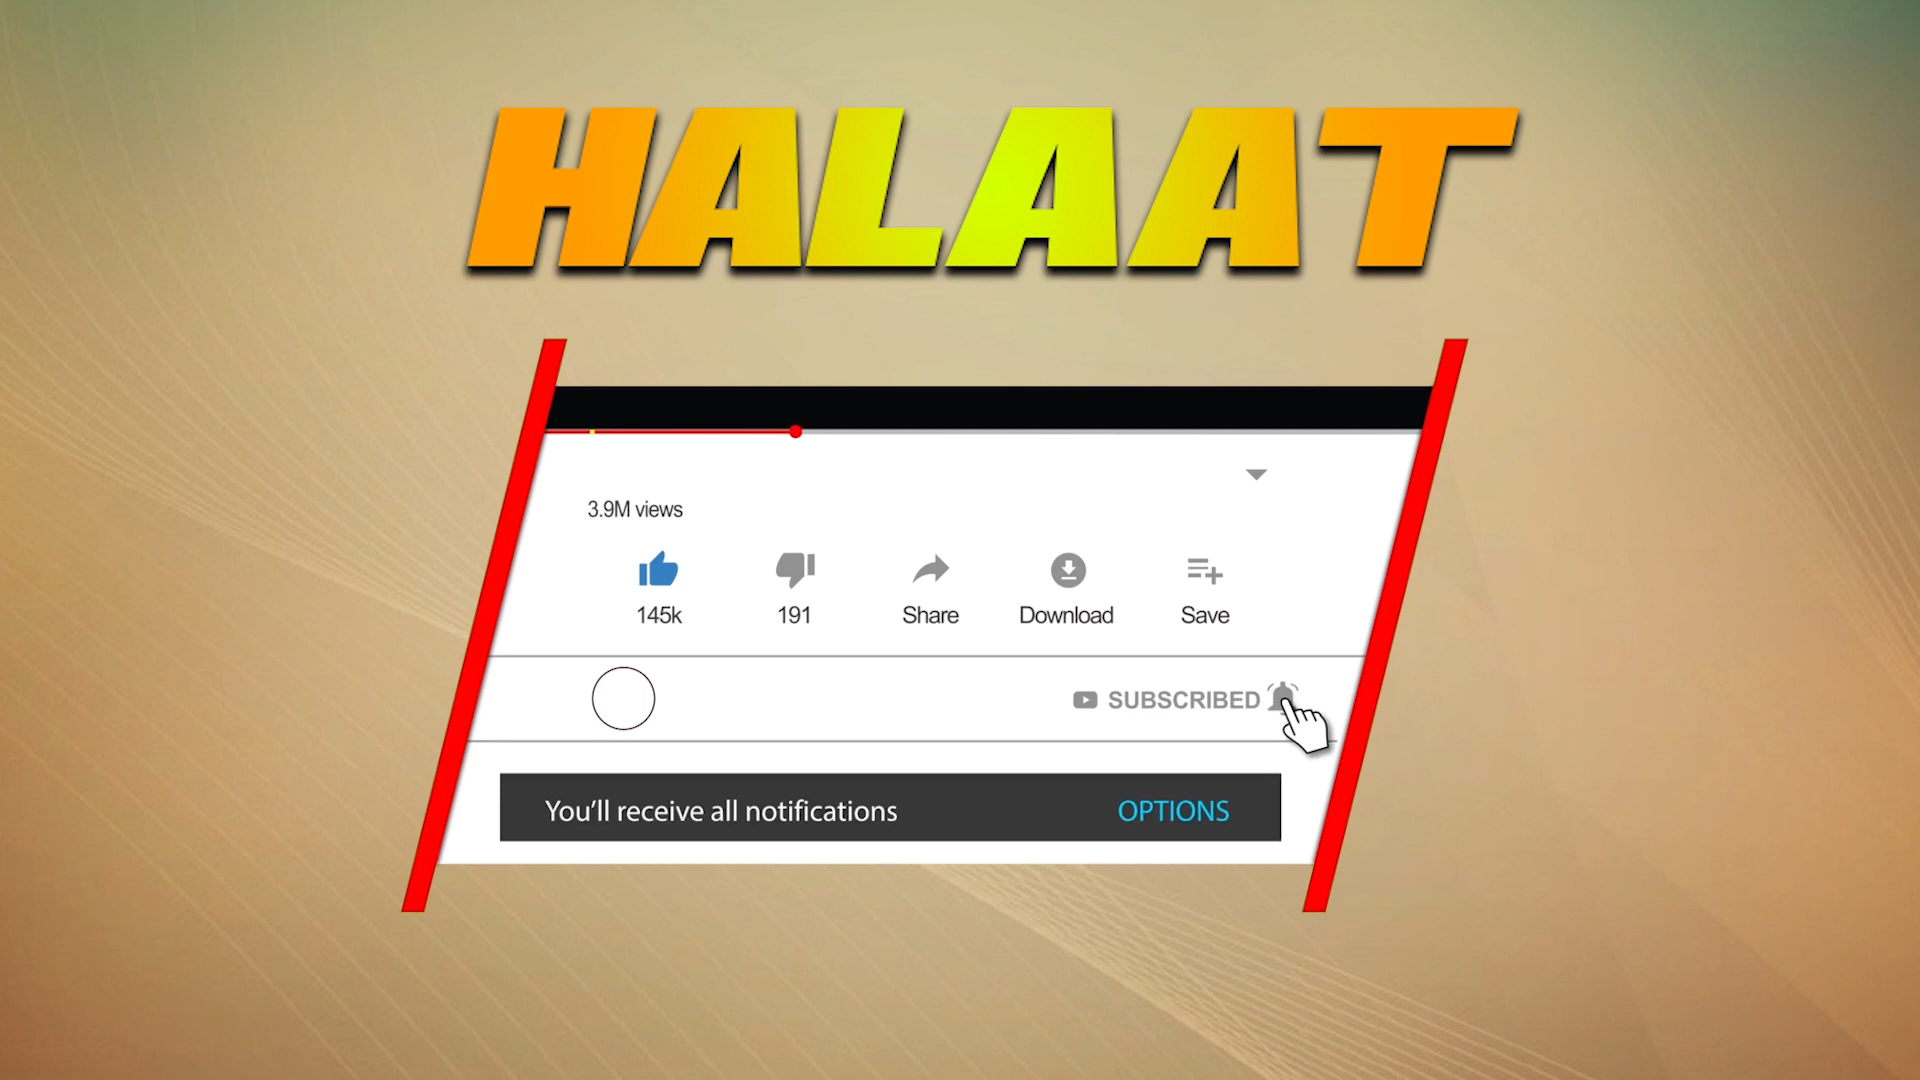 HALAAT
3.9M views
145k 191 Share Download Save
SUBSCRIBED
You'll receive all notifications OPTIONS